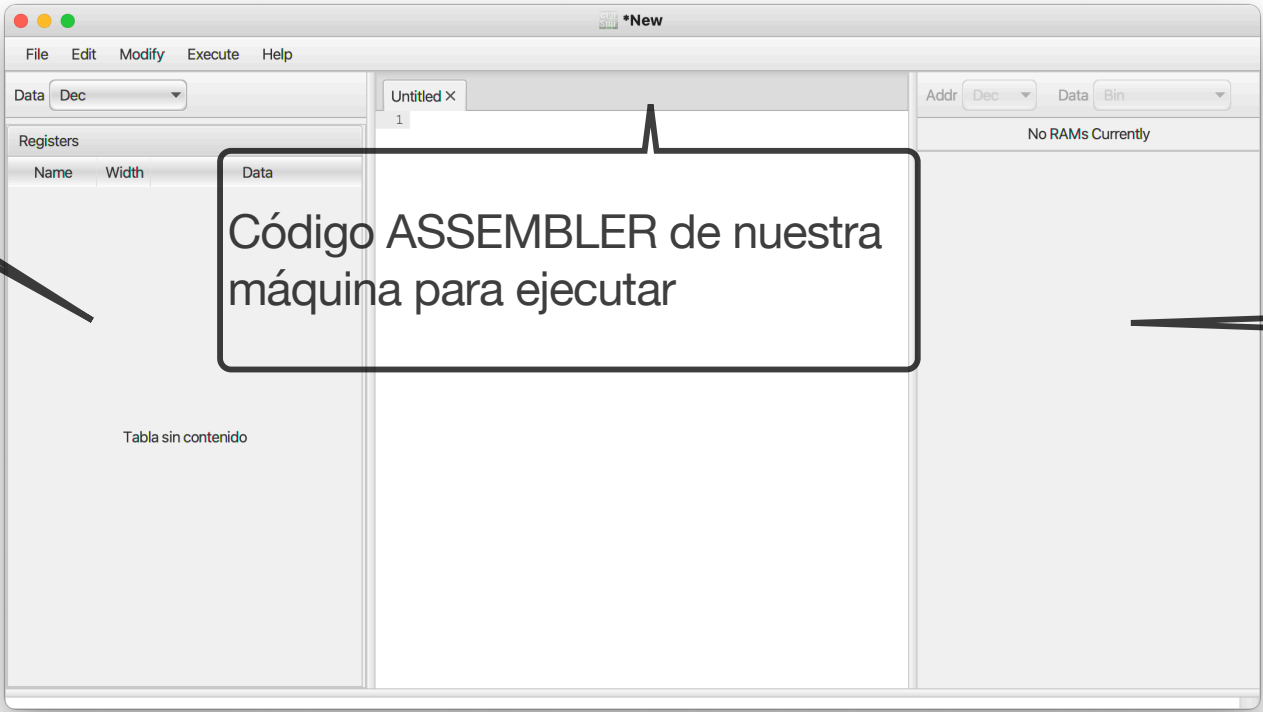 *New
File Edit Modify Execute Help
Data Dec
Registers
Name Width Data
Tabla sin contenido
Untitled ×
1
Código ASSEMBLER de nuestra
máquina para ejecutar
Addr Dec Data Bin
No RAMs Currently